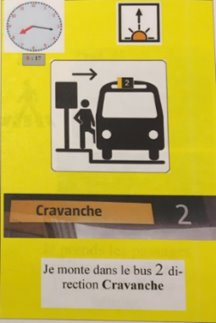 2
Cravanche 2
Je monte dans le bus 2 di-
rection Cravanche